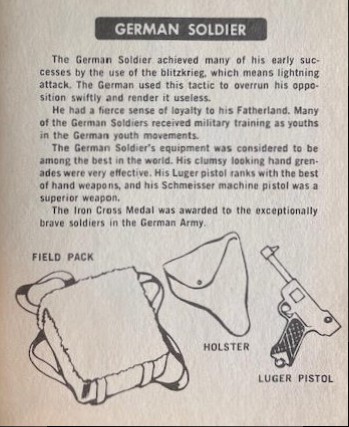 GERMAN SOLDIER
The German Soldier achieved many of his early suc-
cesses by the use of the blitzkrieg, which means lightning
attack. The German used this tactic to overrun his oppo-
sition swiftly and render it useless.
He had a fierce sense of loyalty to his Fatherland. Many
of the German Soldiers received military training as youths
in the German youth movements.
The German Soldier's equipment was considered to be
among the best in the world. His clumsy looking hand gren-
ades were very effective. His Luger pistol ranks with the best
of hand weapons, and his Schmeisser machine pistol was a
superior weapon.
The Iron Cross Medal was awarded to the exceptionally
brave soldiers in the German Army.
FIELD PACK
HOLSTER
LUGER PISTOL